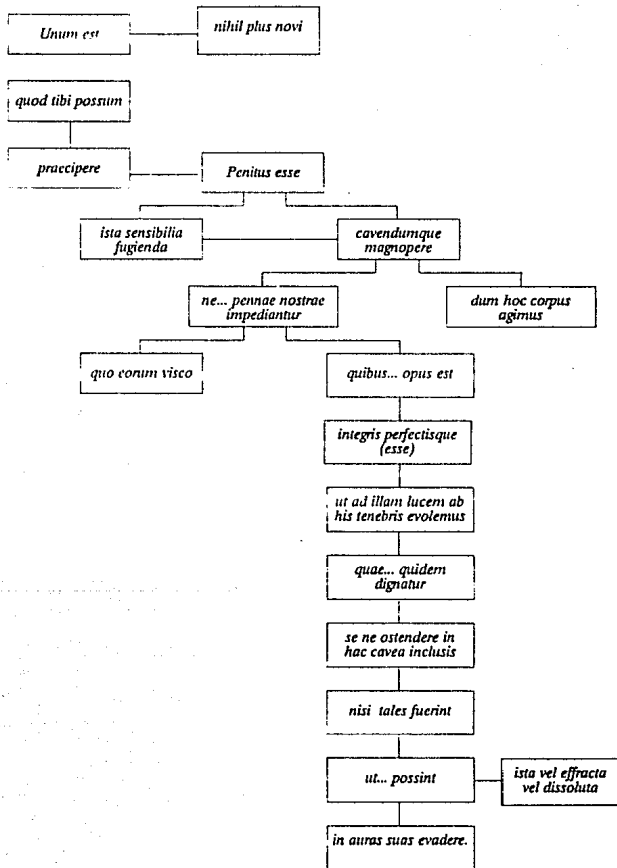 Unum est
nihil plus novi
quod tibi possum
praecipere
Penitus esse
ista sensibilia
fugienda
cavendumque
magnopere
ne... pennae nostrae
impediantur
dum hoc corpus
agimus
quo eorum visco
quibus... opus est
integris perfectisque
(esse)
ut ad illam lucem ab
his tenebris evolemus
quae... quidem
dignatur
se ne ostendere in
hac cavea inclusis
nisi tales fuerint
ut... possint
ista vel effracta
vel dissoluta
in auras suas evadere.